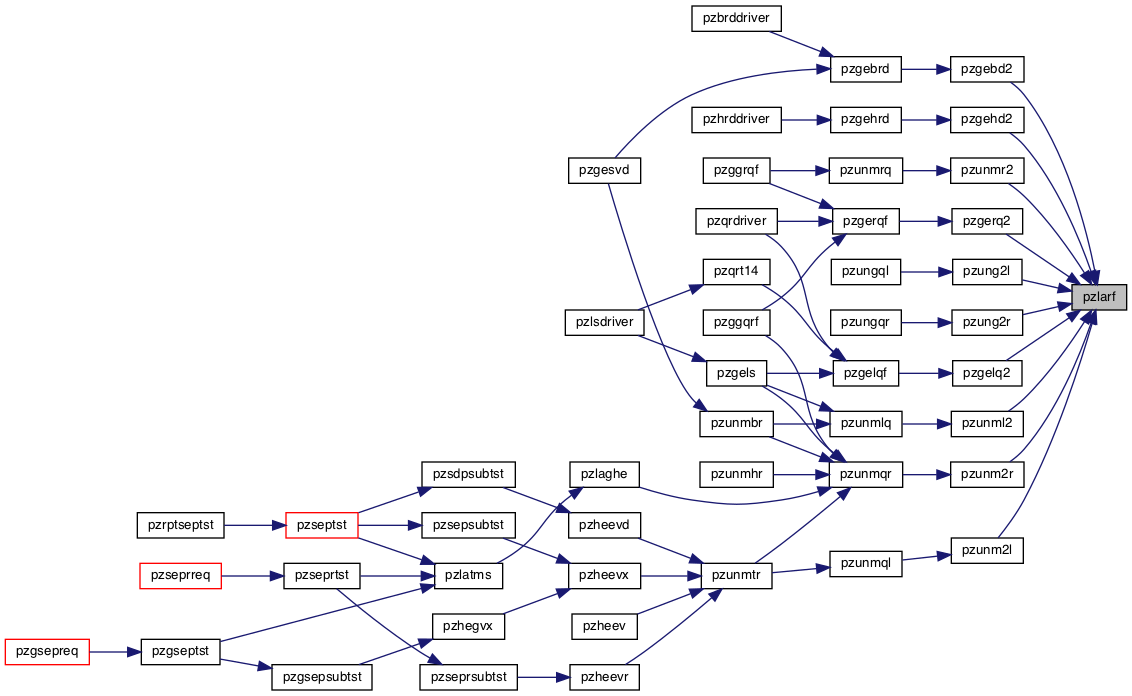 pzbrddriver
pzgebrd
pzgebd2
pzhrddriver
pzgehrd
pzgehd2
pzgesvd
pzggrqf
pzunmrq
pzunmr2
pzqrdriver
pzgerqf
pzgerq2
pzqrt14
pzungql
pzung2l
pzlarf
pzlsdriver
pzggqrf
pzungqr
pzung2r
pzgels
pzgelqf
pzgelq2
pzunmbr
pzunmlq
pzunml2
pzsdpsubtst
pzlaghe
pzunmhr
pzunmqr
pzunm2r
pzrptseptst
pzseptst
pzsepsubtst
pzheevd
pzunmql
pzunm2l
pzseprreq
pzseprtst
pzlatms
pzheevx
pzunmtr
pzhegvx
pzheev
pzgsepreq
pzgseptst
pzgsepsubtst
pzseprsubtst
pzheevr